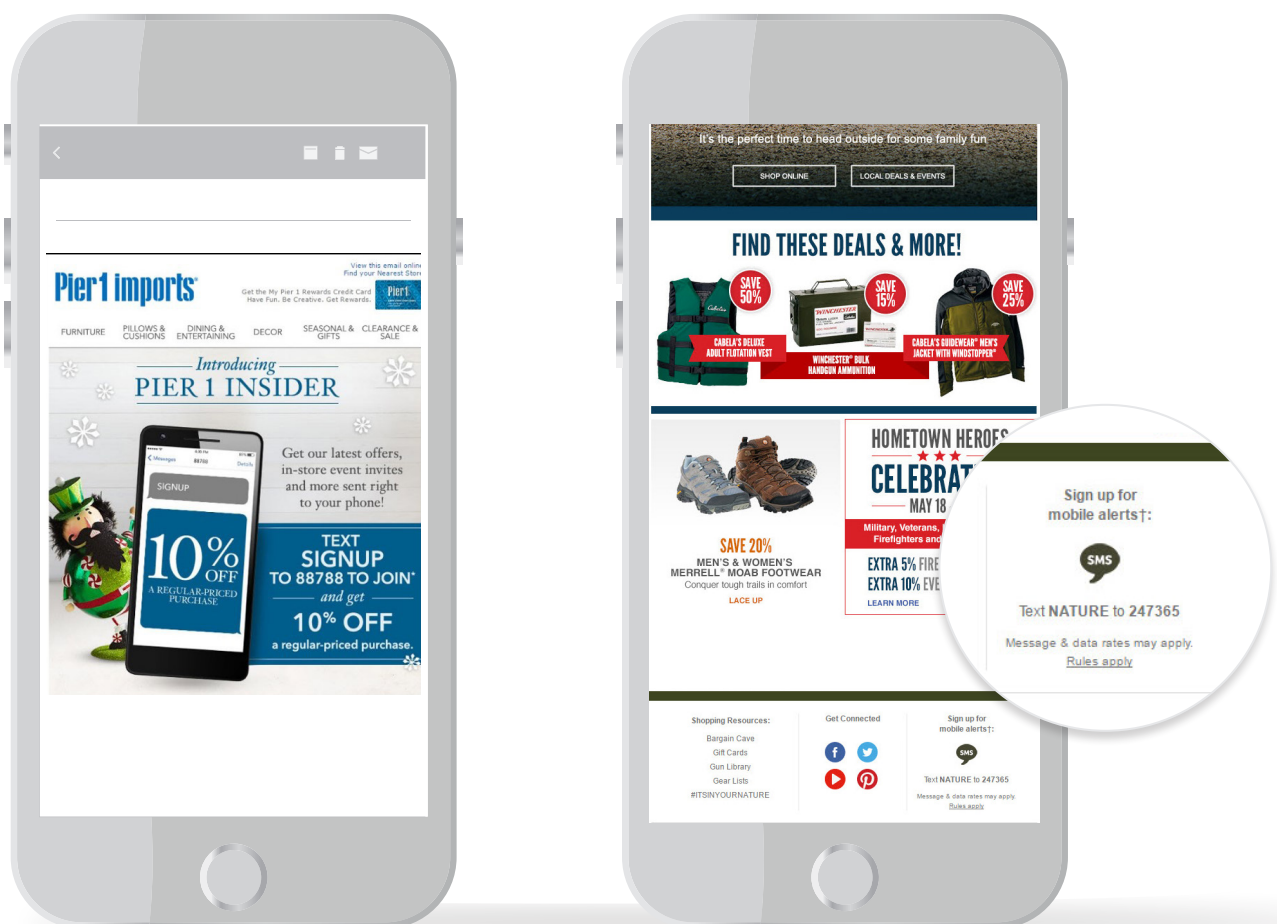 View this email online
Find your Nearest Store
Pier 1 imports®
Get the My Pier 1 Rewards Credit Card
Have Fun. Be Creative. Get Rewards.
Pier1
FURNITURE
PILLOWS &
CUSHIONS
DINING &
ENTERTAINING
DECOR
SEASONAL &
GIFTS
CLEARANCE &
SALE
Introducing
PIER 1 INSIDER
Messages
88788
Details
SIGNUP
10% OFF
A REGULAR-PRICED
PURCHASE
Get our latest offers,
in-store event invites
and more sent right
to your phone!
TEXT
SIGNUP
TO 88788 TO JOIN*
and get
10% OFF
a regular-priced purchase.
It's the perfect time to head outside for some family fun
SHOP ONLINE
LOCAL DEALS & EVENTS
FIND THESE DEALS & MORE!
SAVE
50%
Cabela's
CABELA'S DELUXE
ADULT FLOTATION VEST
SAVE
15%
WINCHESTER
WINCHESTER® BULK
HANDGUN AMMUNITION
SAVE
25%
CABELA'S GUIDEWEAR® MEN'S
JACKET WITH WINDSTOPPER®
SAVE 20%
MEN'S & WOMEN'S
MERRELL® MOAB FOOTWEAR
Conquer tough trails in comfort
LACE UP
HOMETOWN HEROES
CELEBRAT
MAY 18
Military, Veterans,
Firefighters and
EXTRA 5% FIRE
EXTRA 10% EVE
LEARN MORE
Sign up for
mobile alerts†:
SMS
Text NATURE to 247365
Message & data rates may apply.
Rules apply
Shopping Resources:
Bargain Cave
Gift Cards
Gun Library
Gear Lists
#ITSINYOURNATURE
Get Connected
Sign up for
mobile alerts†:
SMS
Text NATURE to 247365
Message & data rates may apply.
Rules apply